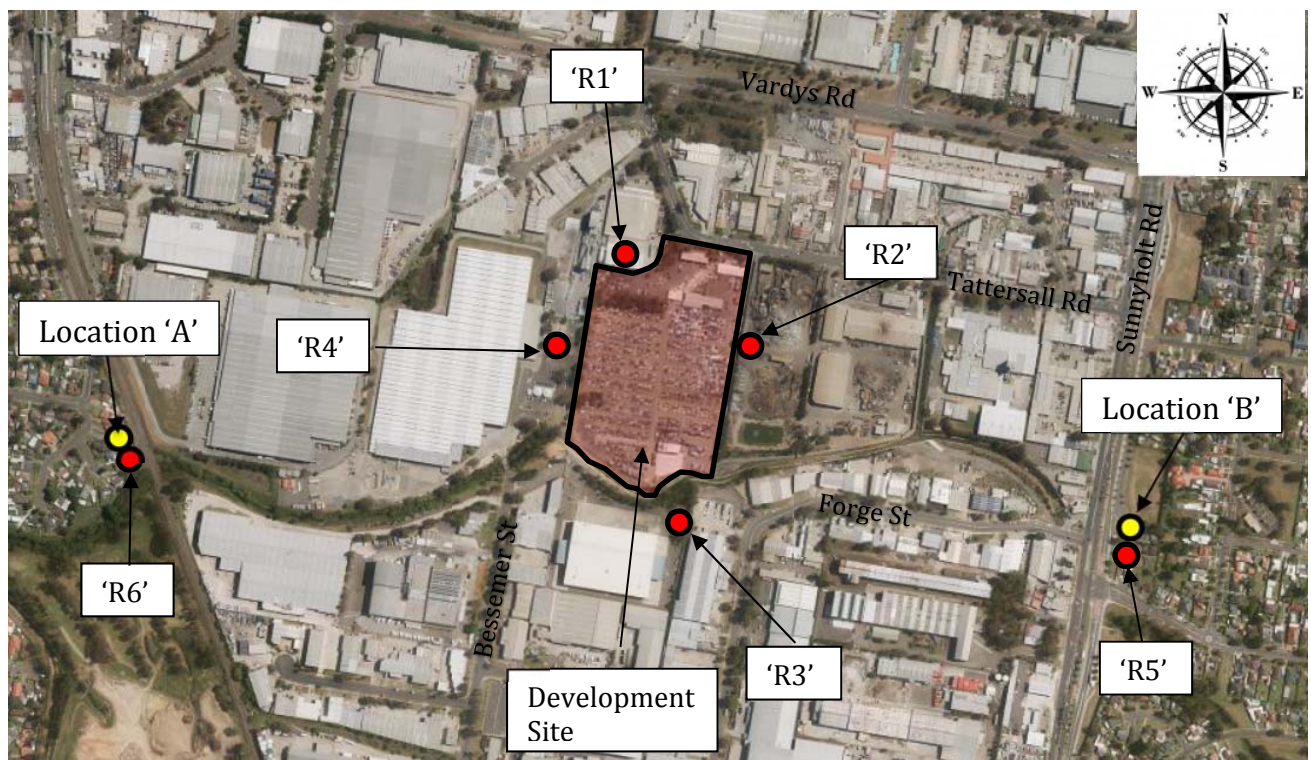 N
W
E
S
‘R1’
Vardys Rd
‘R2’
Tattersall Rd
Sunnyholt Rd
Location ‘A’
‘R4’
Location ‘B’
Forge St
Bessemer St
‘R6’
‘R3’
‘R5’
Development
Site